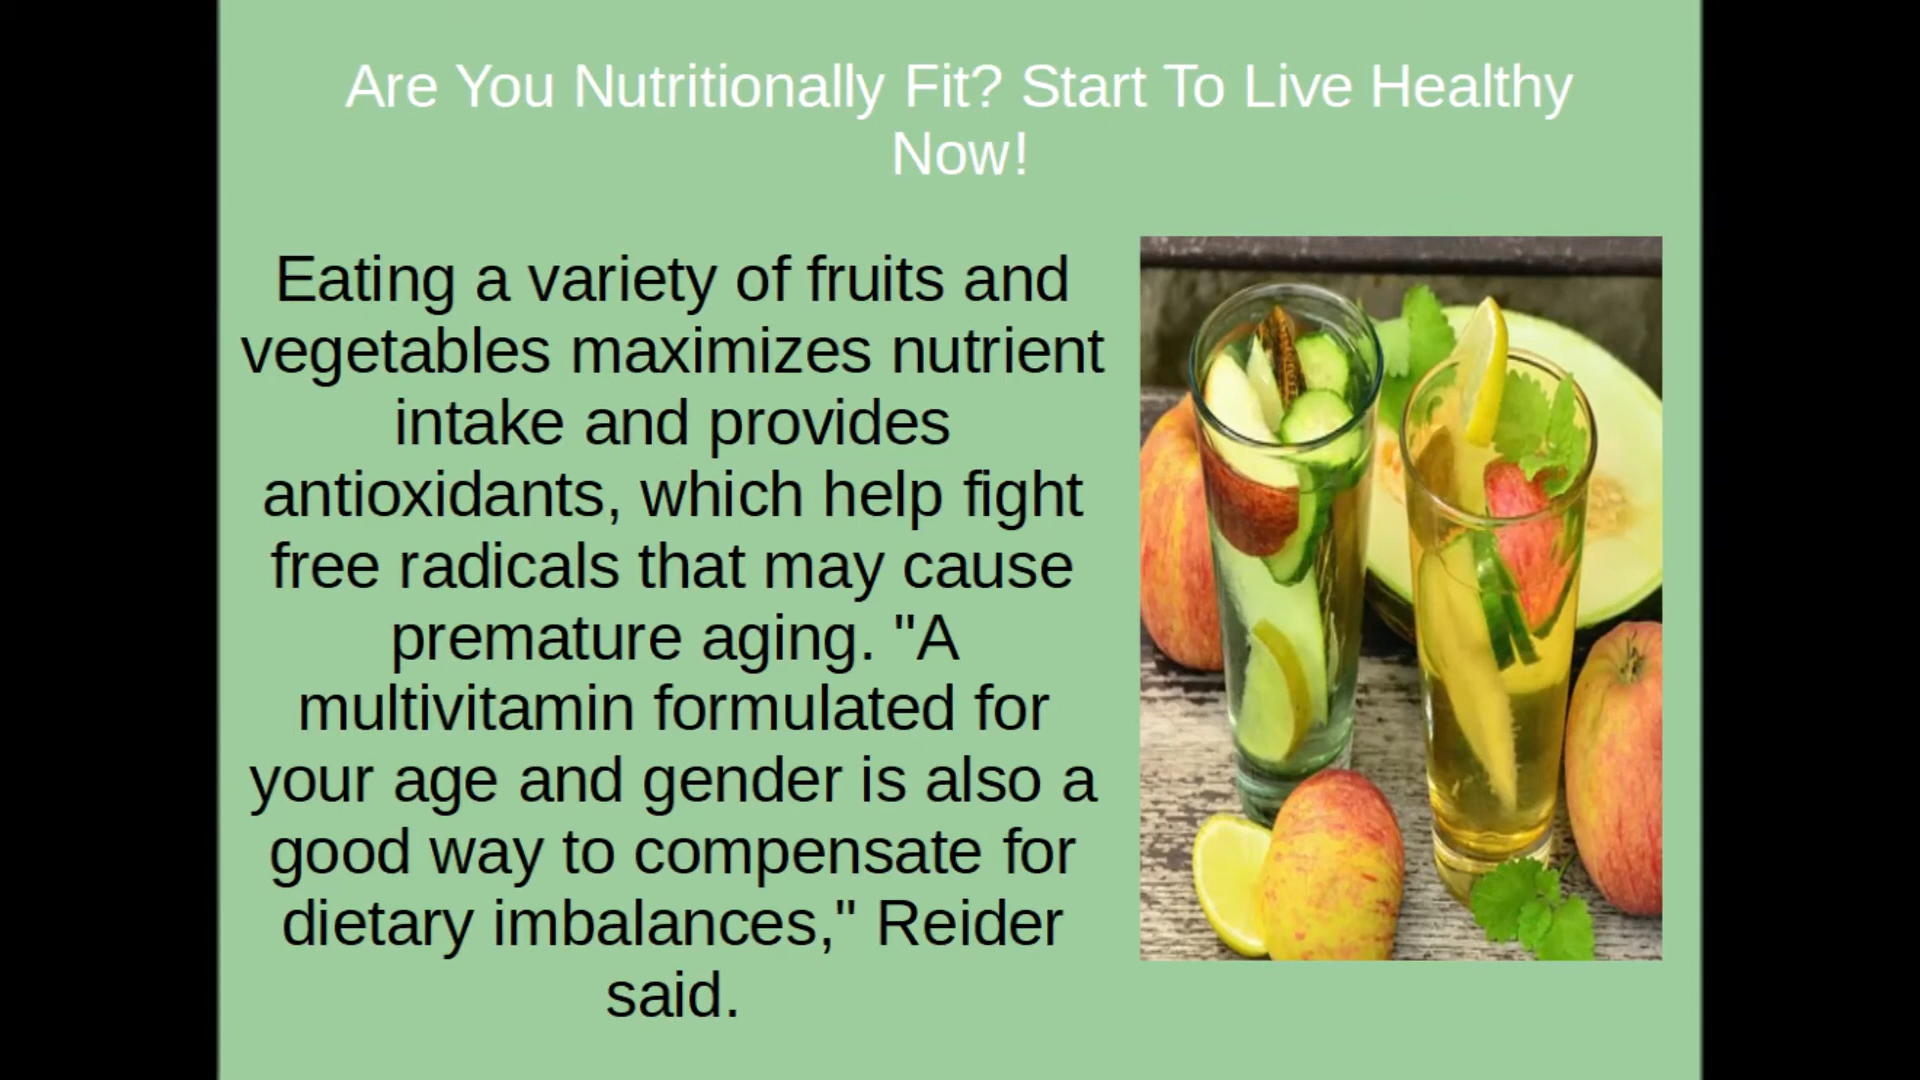 Are You Nutritionally Fit? Start To Live Healthy
Now!
Eating a variety of fruits and
vegetables maximizes nutrient
intake and provides
antioxidants, which help fight
free radicals that may cause
premature aging. "A
multivitamin formulated for
your age and gender is also a
good way to compensate for
dietary imbalances," Reider
said.